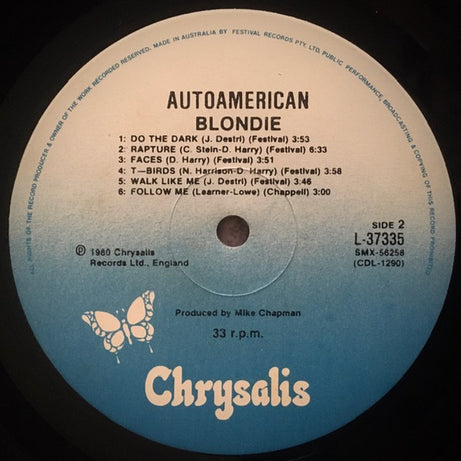 ALL RIGHTS OF THE RECORD PRODUCER & OWNER OF THE WORK RECORDED RESERVED. MADE IN AUSTRALIA BY FESTIVAL RECORDS PTY. LTD. PUBLIC PERFORMANCE, BROADCASTING & COPYING OF THIS RECORD PROHIBITED
AUTOAMERICAN
BLONDIE
1: DO THE DARK (J. Destri) (Festival) 3:53
2: RAPTURE (C. Stein-D. Harry) (Festival) 6:33
3: FACES (D. Harry) (Festival) 3:51
4: T—BIRDS (N. Harrison-D. Harry) (Festival) 3:58
5: WALK LIKE ME (J. Destri) (Festival) 3:46
6: FOLLOW ME (Learner-Lowe) (Chappell) 3:00
SIDE 2
L-37335
SMX-56258
(CDL-1290)
℗ 1980 Chrysalis
Records Ltd., England
Produced by Mike Chapman
33 r.p.m.
Chrysalis